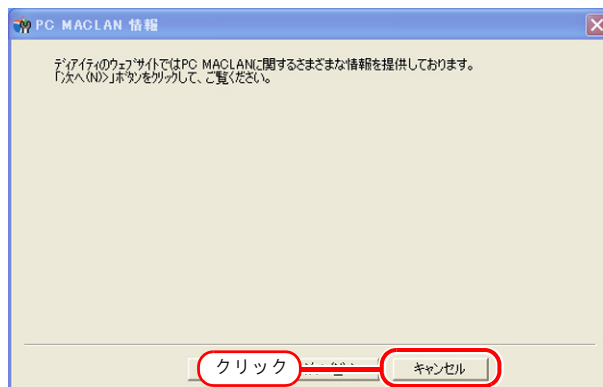 PC MACLAN 情報
ディアイティのウェブサイトではPC MACLANに関するさまざまな情報を提供しております。
「次へ(N)>」ボタンをクリックして、ご覧ください。
クリック
キャンセル